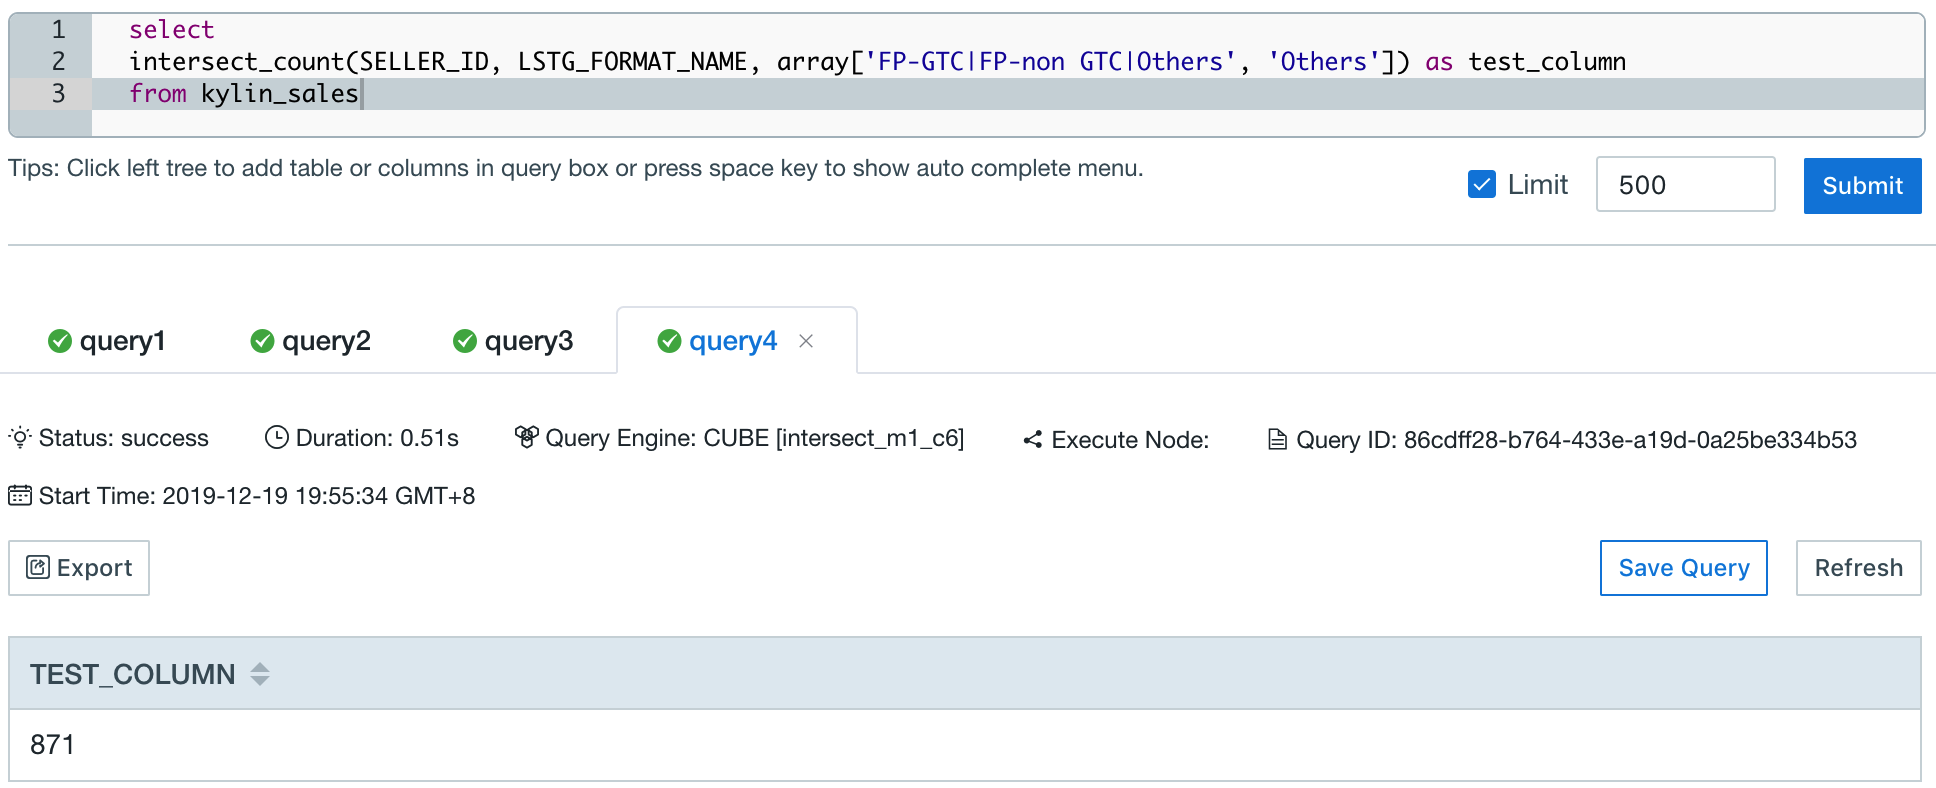 1 select
2 intersect_count(SELLER_ID, LSTG_FORMAT_NAME, array['FP-GTC|FP-non GTC|Others', 'Others']) as test_column
3 from kylin_sales
Tips: Click left tree to add table or columns in query box or press space key to show auto complete menu.
Limit 500 Submit
query1 query2 query3 query4
Status: success Duration: 0.51s Query Engine: CUBE [intersect_m1_c6] Execute Node: Query ID: 86cdff28-b764-433e-a19d-0a25be334b53
Start Time: 2019-12-19 19:55:34 GMT+8
Export Save Query Refresh
TEST_COLUMN
871